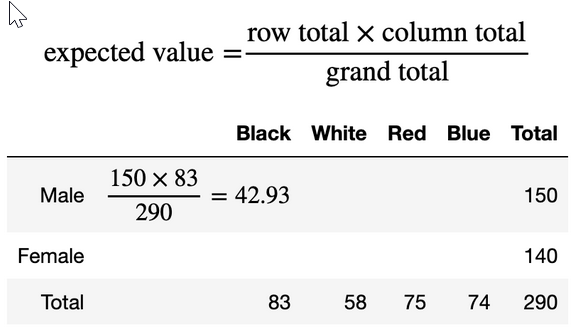 expected value = row total × column total / grand total
Black White Red Blue Total
Male 150 × 83 / 290 = 42.93 150
Female 140
Total 83 58 75 74 290